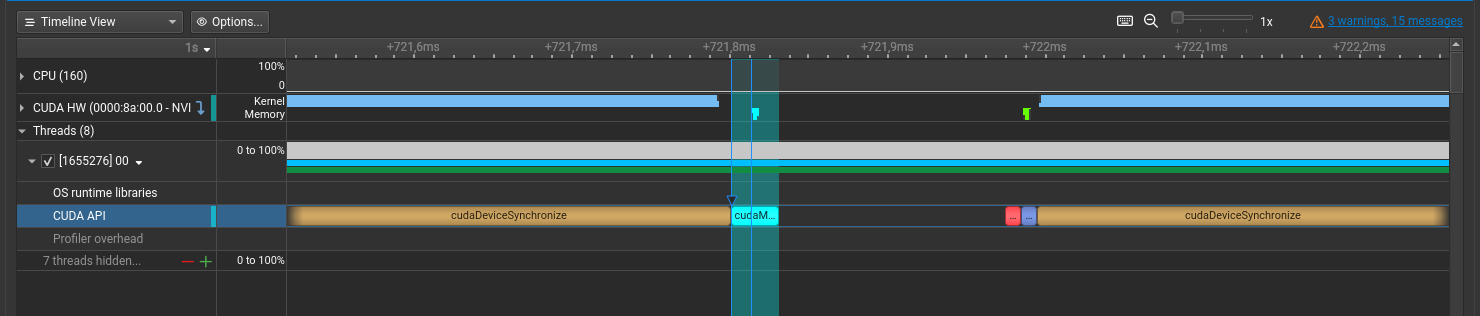 Timeline View Options... 1x 3 warnings, 15 messages
1s +721,6ms +721,7ms +721,8ms +721,9ms +722ms +722,1ms +722,2ms
CPU (160) 100%
0
CUDA HW (0000:8a:00.0 - NVI Kernel
Memory
Threads (8)
[1655276] 00 0 to 100%
OS runtime libraries
CUDA API cudaDeviceSynchronize cudaM... ... ... cudaDeviceSynchronize
Profiler overhead
7 threads hidden... 0 to 100%